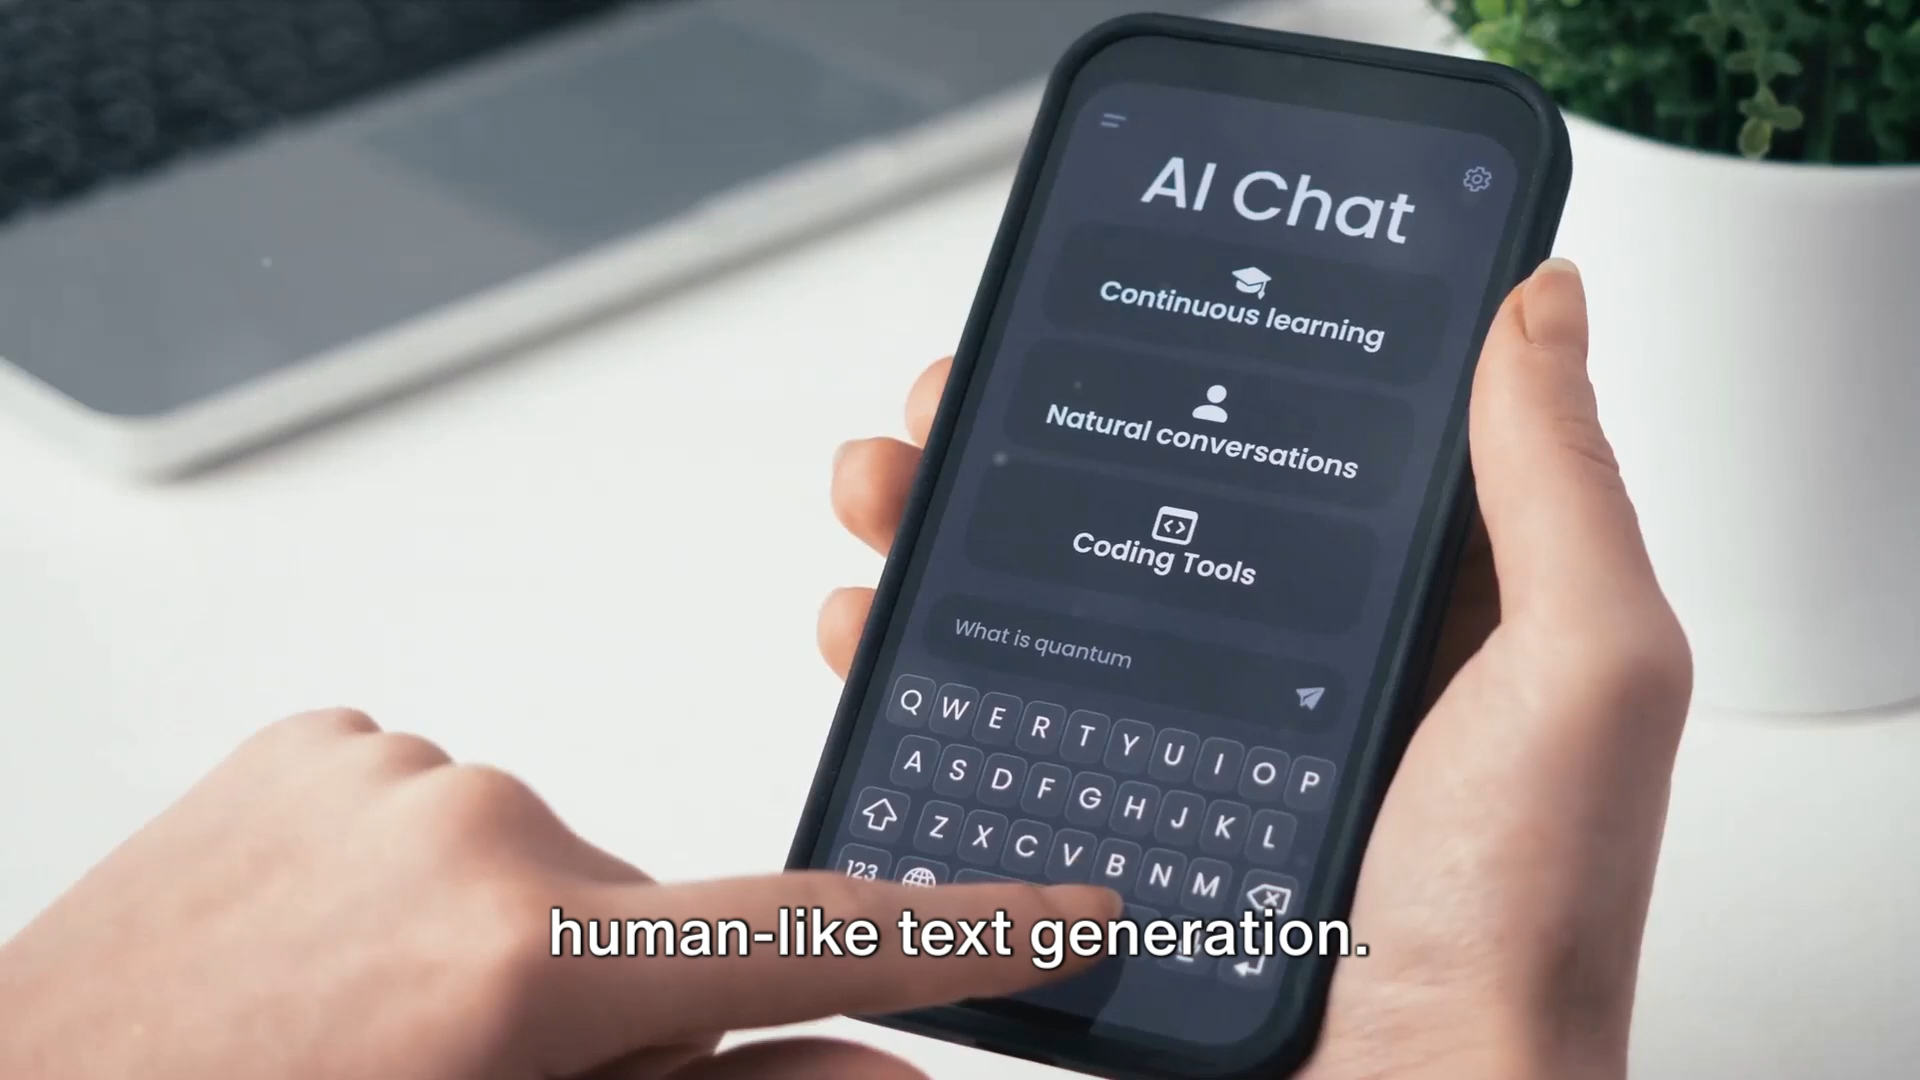 AI Chat
Continuous learning
Natural conversations
Coding Tools
What is quantum
Q W E R T Y U I O P
A S D F G H J K L
Z X C V B N M
123
human-like text generation.